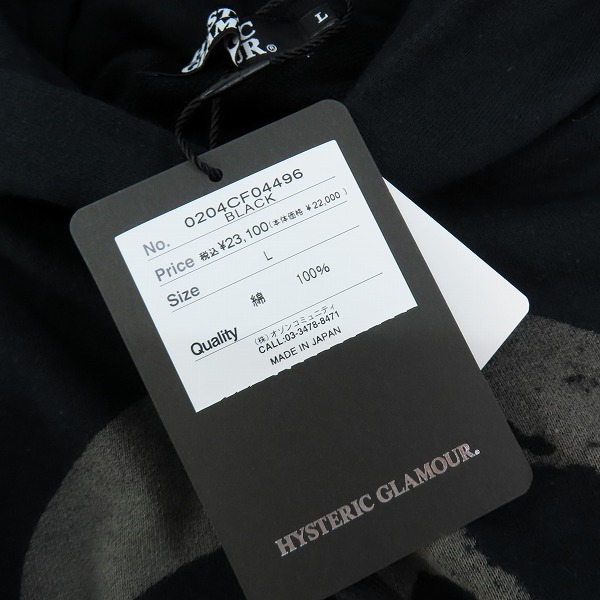 GLAMOUR.®
L
No. 0204CF04496
BLACK
Price 税込¥23,100(本体価格 ¥22,000)
Size L
綿 100%
Quality
(株)オゾンコミュニティ
CALL:03-3478-8471
MADE IN JAPAN
HYSTERIC GLAMOUR®